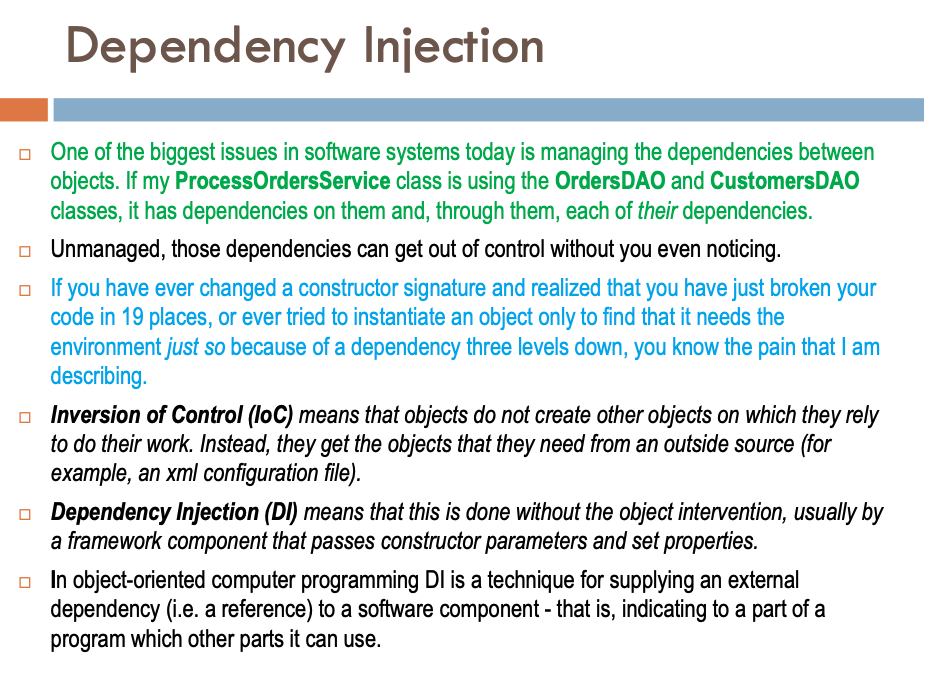 Dependency Injection
One of the biggest issues in software systems today is managing the dependencies between
objects. If my ProcessOrdersService class is using the OrdersDAO and CustomersDAO
classes, it has dependencies on them and, through them, each of their dependencies.
Unmanaged, those dependencies can get out of control without you even noticing.
If you have ever changed a constructor signature and realized that you have just broken your
code in 19 places, or ever tried to instantiate an object only to find that it needs the
environment just so because of a dependency three levels down, you know the pain that I am
describing.
Inversion of Control (IoC) means that objects do not create other objects on which they rely
to do their work. Instead, they get the objects that they need from an outside source (for
example, an xml configuration file).
Dependency Injection (DI) means that this is done without the object intervention, usually by
a framework component that passes constructor parameters and set properties.
In object-oriented computer programming DI is a technique for supplying an external
dependency (i.e. a reference) to a software component - that is, indicating to a part of a
program which other parts it can use.